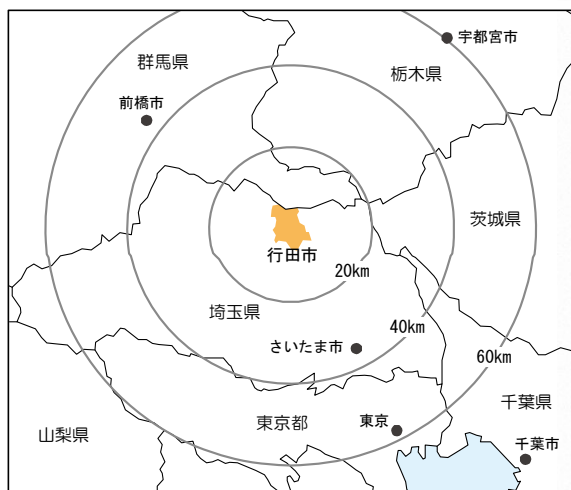 宇都宮市
群馬県
栃木県
前橋市
茨城県
行田市
20km
埼玉県
40km
さいたま市
60km
千葉県
東京都
東京
山梨県
千葉市